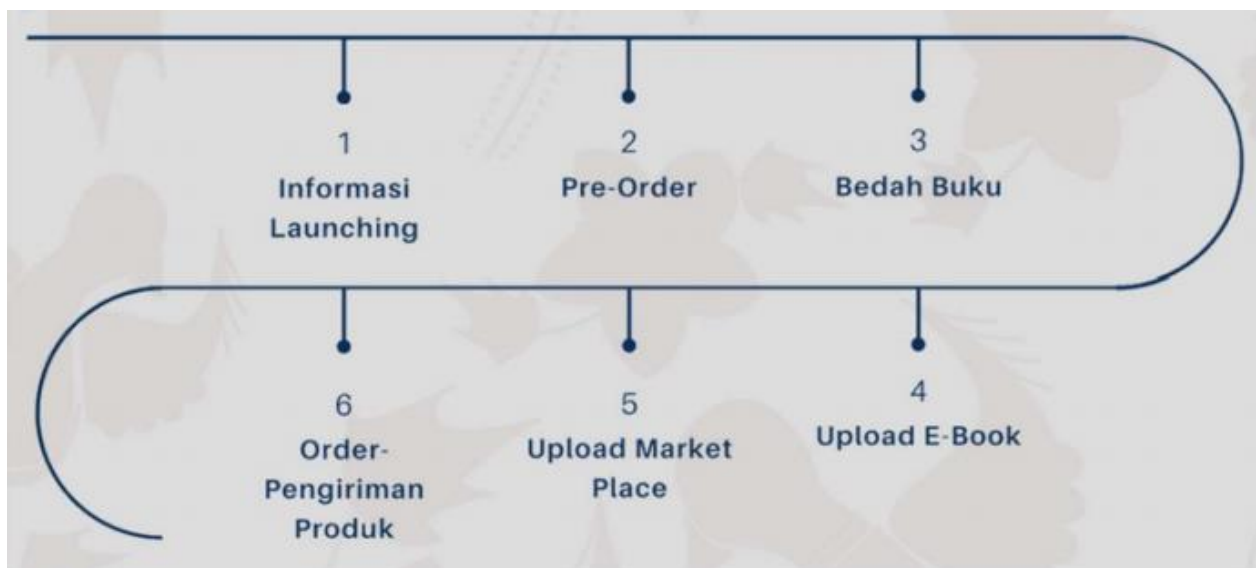 1
Informasi
Launching
2
Pre-Order
3
Bedah Buku
4
Upload E-Book
5
Upload Market
Place
6
Order-
Pengiriman
Produk